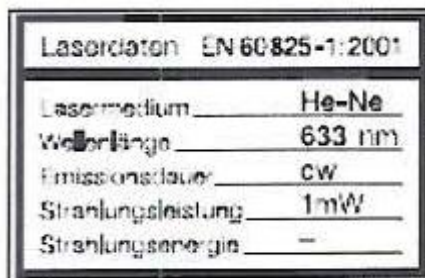 Laserdaten EN 60825-1:2001
Lasermedium He-Ne
Wellenlänge 633 nm
Emissionsdauer cw
Strahlungsleistung 1mW
Strahlungsenergie –